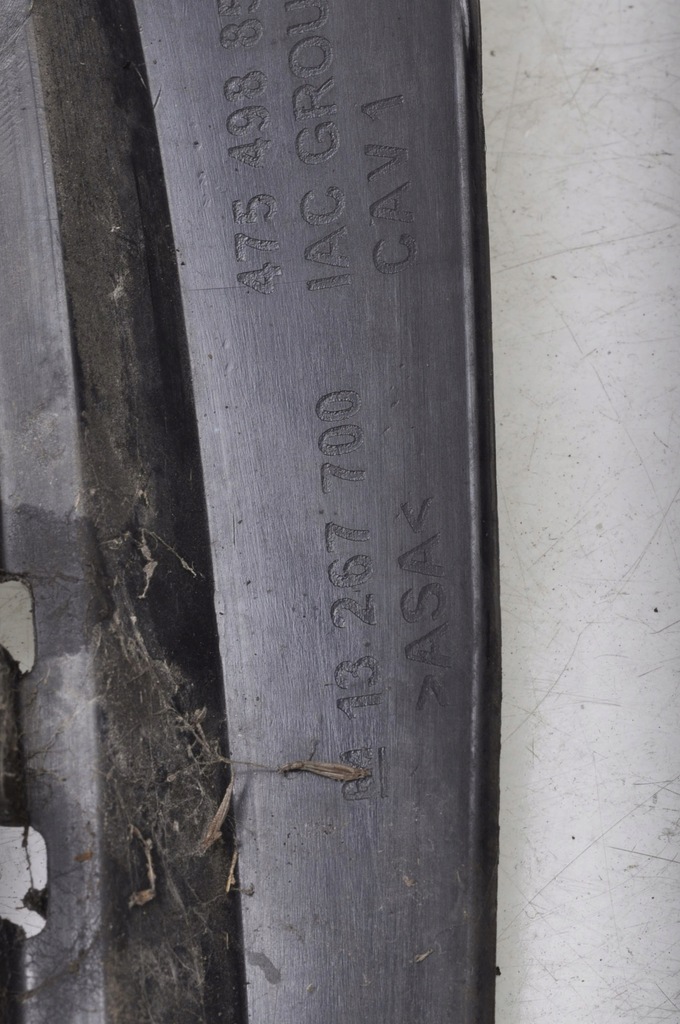 475 498 85
IAC GROU
CAV 1
13 267 700
>ASA<